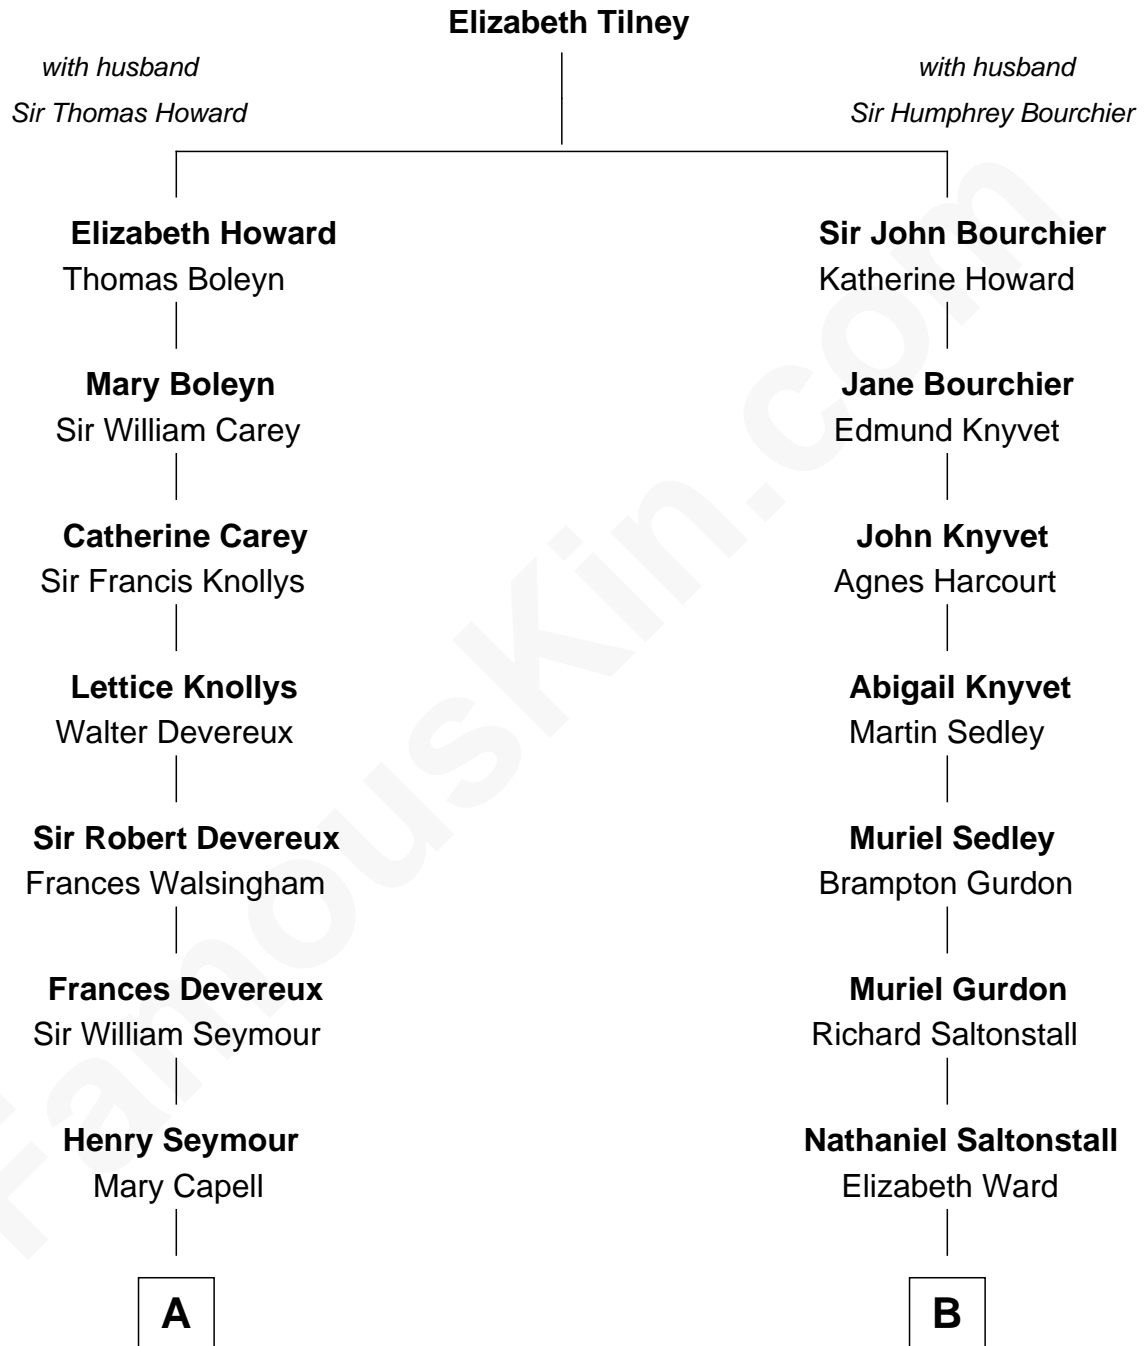 Elizabeth Tilney
with husband
Sir Thomas Howard
with husband
Sir Humphrey Bourchier
Elizabeth Howard
Thomas Boleyn
Sir John Bourchier
Katherine Howard
Mary Boleyn
Sir William Carey
Jane Bourchier
Edmund Knyvet
Catherine Carey
Sir Francis Knollys
John Knyvet
Agnes Harcourt
Lettice Knollys
Walter Devereux
Abigail Knyvet
Martin Sedley
Sir Robert Devereux
Frances Walsingham
Muriel Sedley
Brampton Gurdon
Frances Devereux
Sir William Seymour
Muriel Gurdon
Richard Saltonstall
Henry Seymour
Mary Capell
Nathaniel Saltonstall
Elizabeth Ward
A
B
FamousKin.com